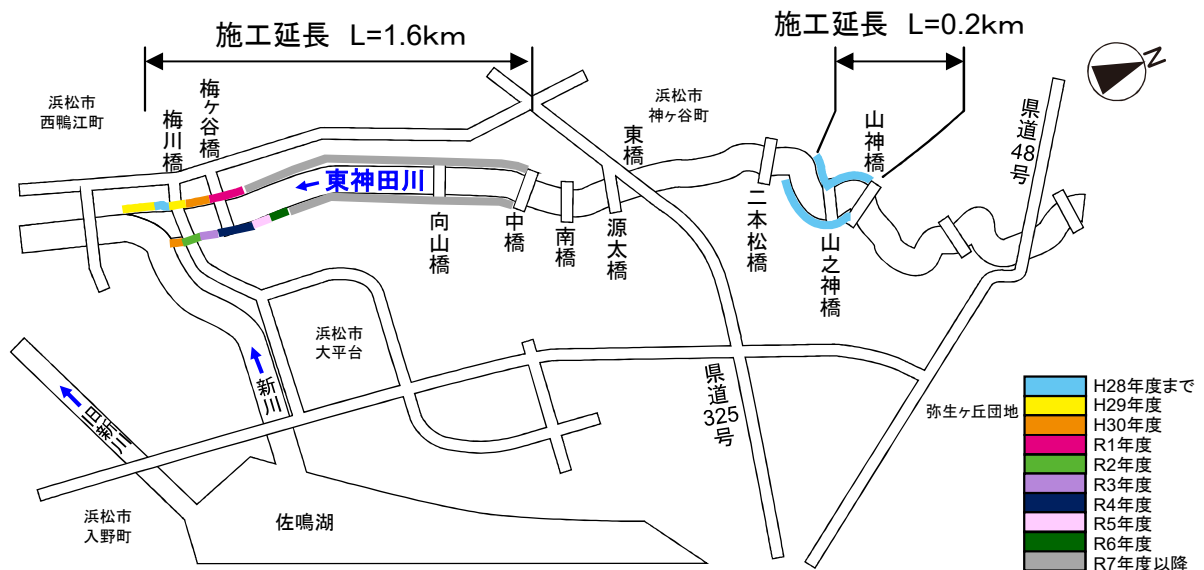 施工延長 L=1.6km
施工延長 L=0.2km
N
浜松市
西鴨江町
梅川橋
梅ヶ谷橋
浜松市
神ヶ谷町
東橋
山神橋
県道48号
東神田川
向山橋
中橋
南橋
源太橋
二本松橋
山之神橋
浜松市
大平台
新川
旧新川
県道325号
弥生ヶ丘団地
浜松市
入野町
佐鳴湖
H28年度まで
H29年度
H30年度
R1年度
R2年度
R3年度
R4年度
R5年度
R6年度
R7年度以降